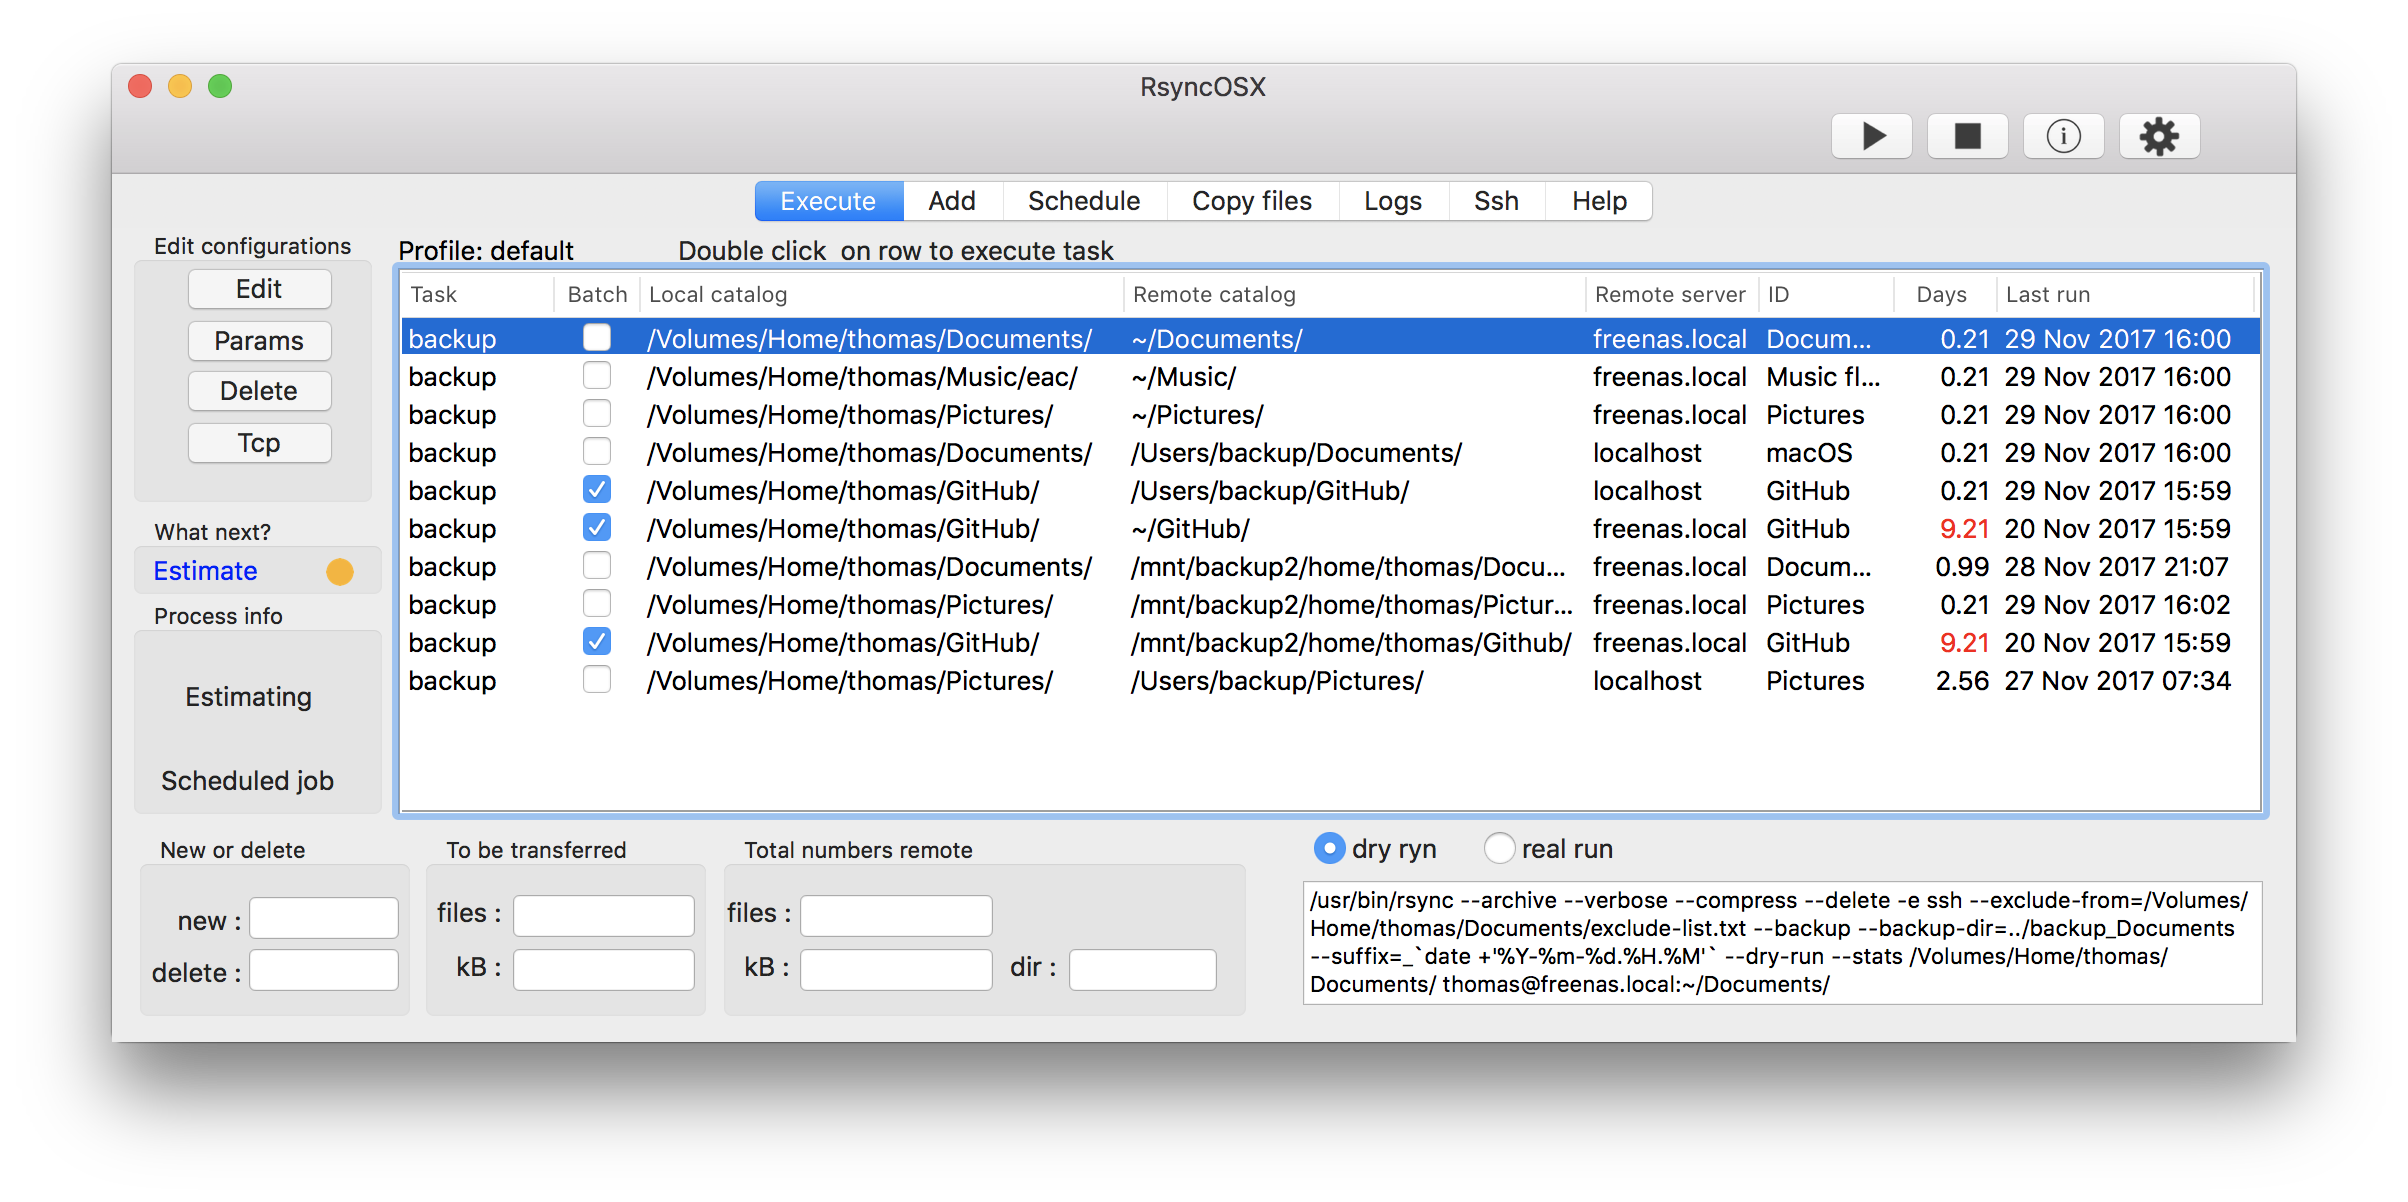 RsyncOSX
Execute Add Schedule Copy files Logs Ssh Help
Edit configurations
Edit
Params
Delete
Tcp
What next?
Estimate
Process info
Estimating
Scheduled job
Profile: default Double click on row to execute task
Task Batch Local catalog Remote catalog Remote server ID Days Last run
backup /Volumes/Home/thomas/Documents/ ~/Documents/ freenas.local Docum... 0.21 29 Nov 2017 16:00
backup /Volumes/Home/thomas/Music/eac/ ~/Music/ freenas.local Music fl... 0.21 29 Nov 2017 16:00
backup /Volumes/Home/thomas/Pictures/ ~/Pictures/ freenas.local Pictures 0.21 29 Nov 2017 16:00
backup /Volumes/Home/thomas/Documents/ /Users/backup/Documents/ localhost macOS 0.21 29 Nov 2017 16:00
backup /Volumes/Home/thomas/GitHub/ /Users/backup/GitHub/ localhost GitHub 0.21 29 Nov 2017 15:59
backup /Volumes/Home/thomas/GitHub/ ~/GitHub/ freenas.local GitHub 9.21 20 Nov 2017 15:59
backup /Volumes/Home/thomas/Documents/ /mnt/backup2/home/thomas/Docu... freenas.local Docum... 0.99 28 Nov 2017 21:07
backup /Volumes/Home/thomas/Pictures/ /mnt/backup2/home/thomas/Pictur... freenas.local Pictures 0.21 29 Nov 2017 16:02
backup /Volumes/Home/thomas/GitHub/ /mnt/backup2/home/thomas/Github/ freenas.local GitHub 9.21 20 Nov 2017 15:59
backup /Volumes/Home/thomas/Pictures/ /Users/backup/Pictures/ localhost Pictures 2.56 27 Nov 2017 07:34
New or delete
new :
delete :
To be transferred
files :
kB :
Total numbers remote
files :
kB : dir :
dry ryn real run
/usr/bin/rsync --archive --verbose --compress --delete -e ssh --exclude-from=/Volumes/
Home/thomas/Documents/exclude-list.txt --backup --backup-dir=../backup_Documents
--suffix=_`date +'%Y-%m-%d.%H.%M'` --dry-run --stats /Volumes/Home/thomas/
Documents/ thomas@freenas.local:~/Documents/